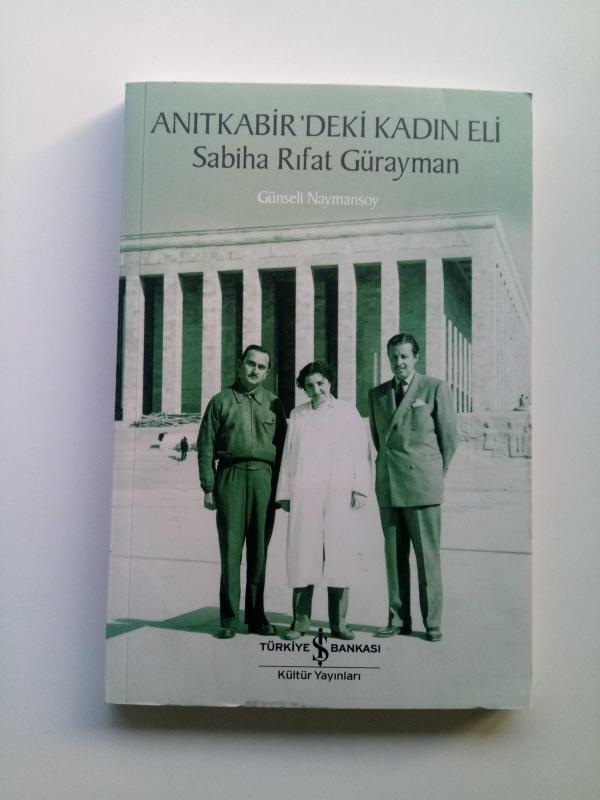 ANITKABİR'DEKİ KADIN ELİ
Sabiha Rıfat Gürayman
Günseli Naymansoy
TÜRKİYE İŞ BANKASI
Kültür Yayınları